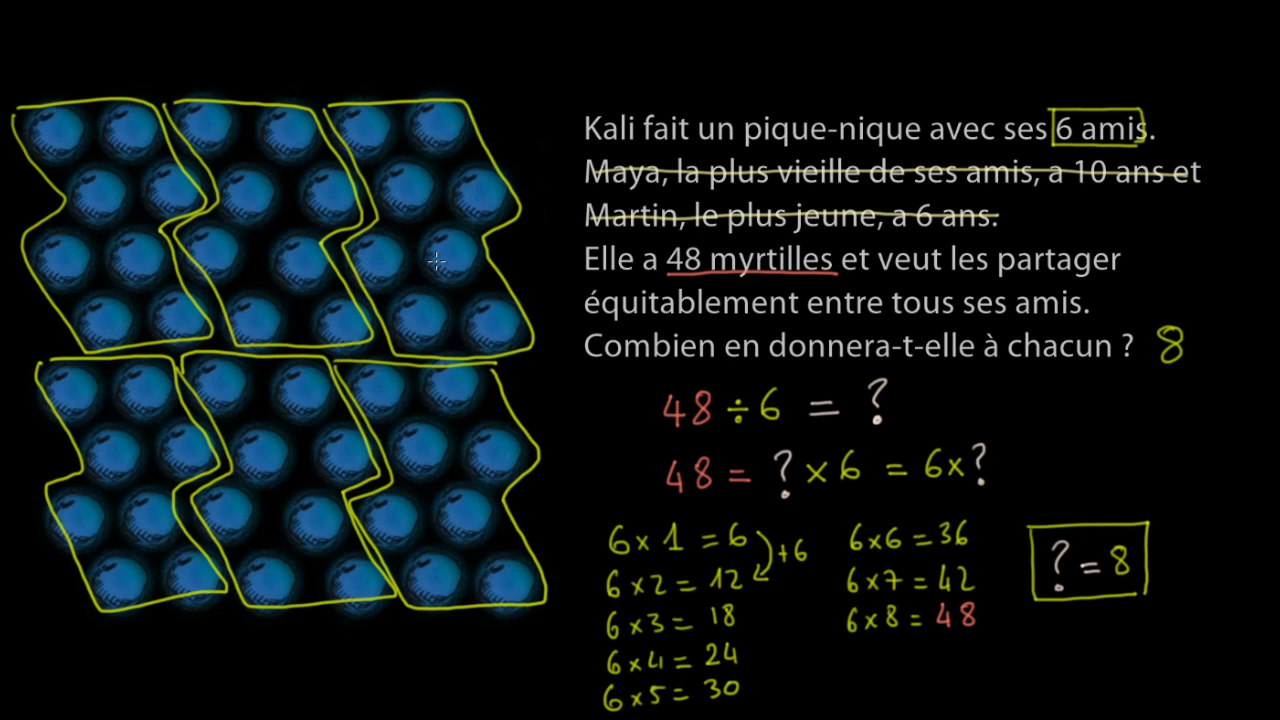 Kali fait un pique-nique avec ses 6 amis.
Maya, la plus vieille de ses amis, a 10 ans et
Martin, le plus jeune, a 6 ans.
Elle a 48 myrtilles et veut les partager
équitablement entre tous ses amis.
Combien en donnera-t-elle à chacun ? 8
48 ÷ 6 = ?
48 = ? × 6 = 6 × ?
6 × 1 = 6
+6
6 × 2 = 12
6 × 3 = 18
6 × 4 = 24
6 × 5 = 30
6 × 6 = 36
6 × 7 = 42
6 × 8 = 48
? = 8